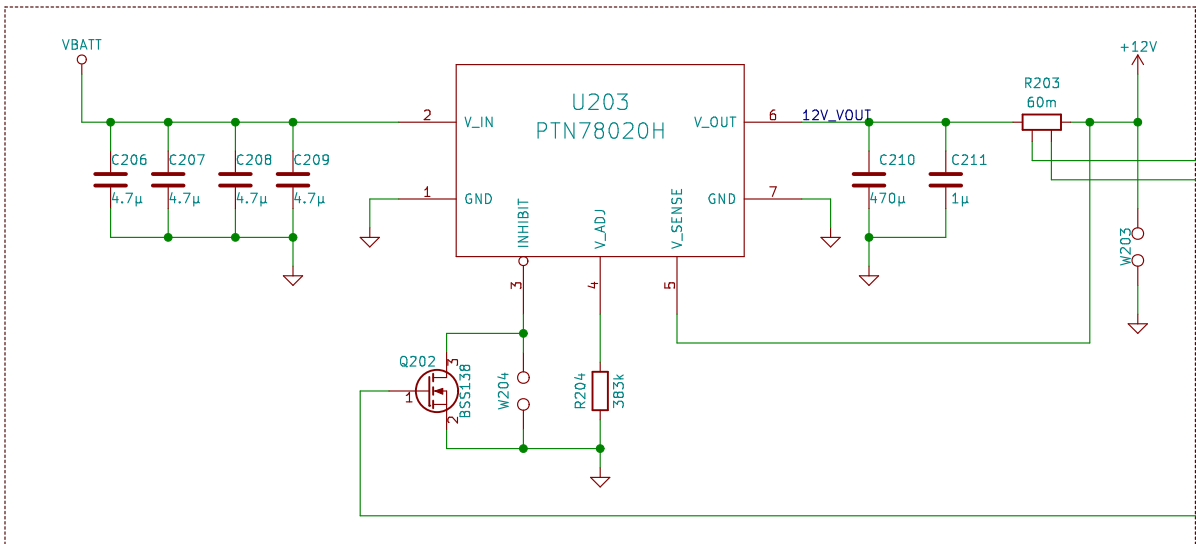 VBATT
+12V
R203
60m
U203
PTN78020H
2
V_IN
V_OUT
6
12V_VOUT
C206
C207
C208
C209
C210
C211
4.7µ
4.7µ
4.7µ
4.7µ
470µ
1µ
1
GND
GND
7
INHIBIT
V_ADJ
V_SENSE
3
4
5
W203
Q202
3
BSS138
1
2
W204
R204
383k